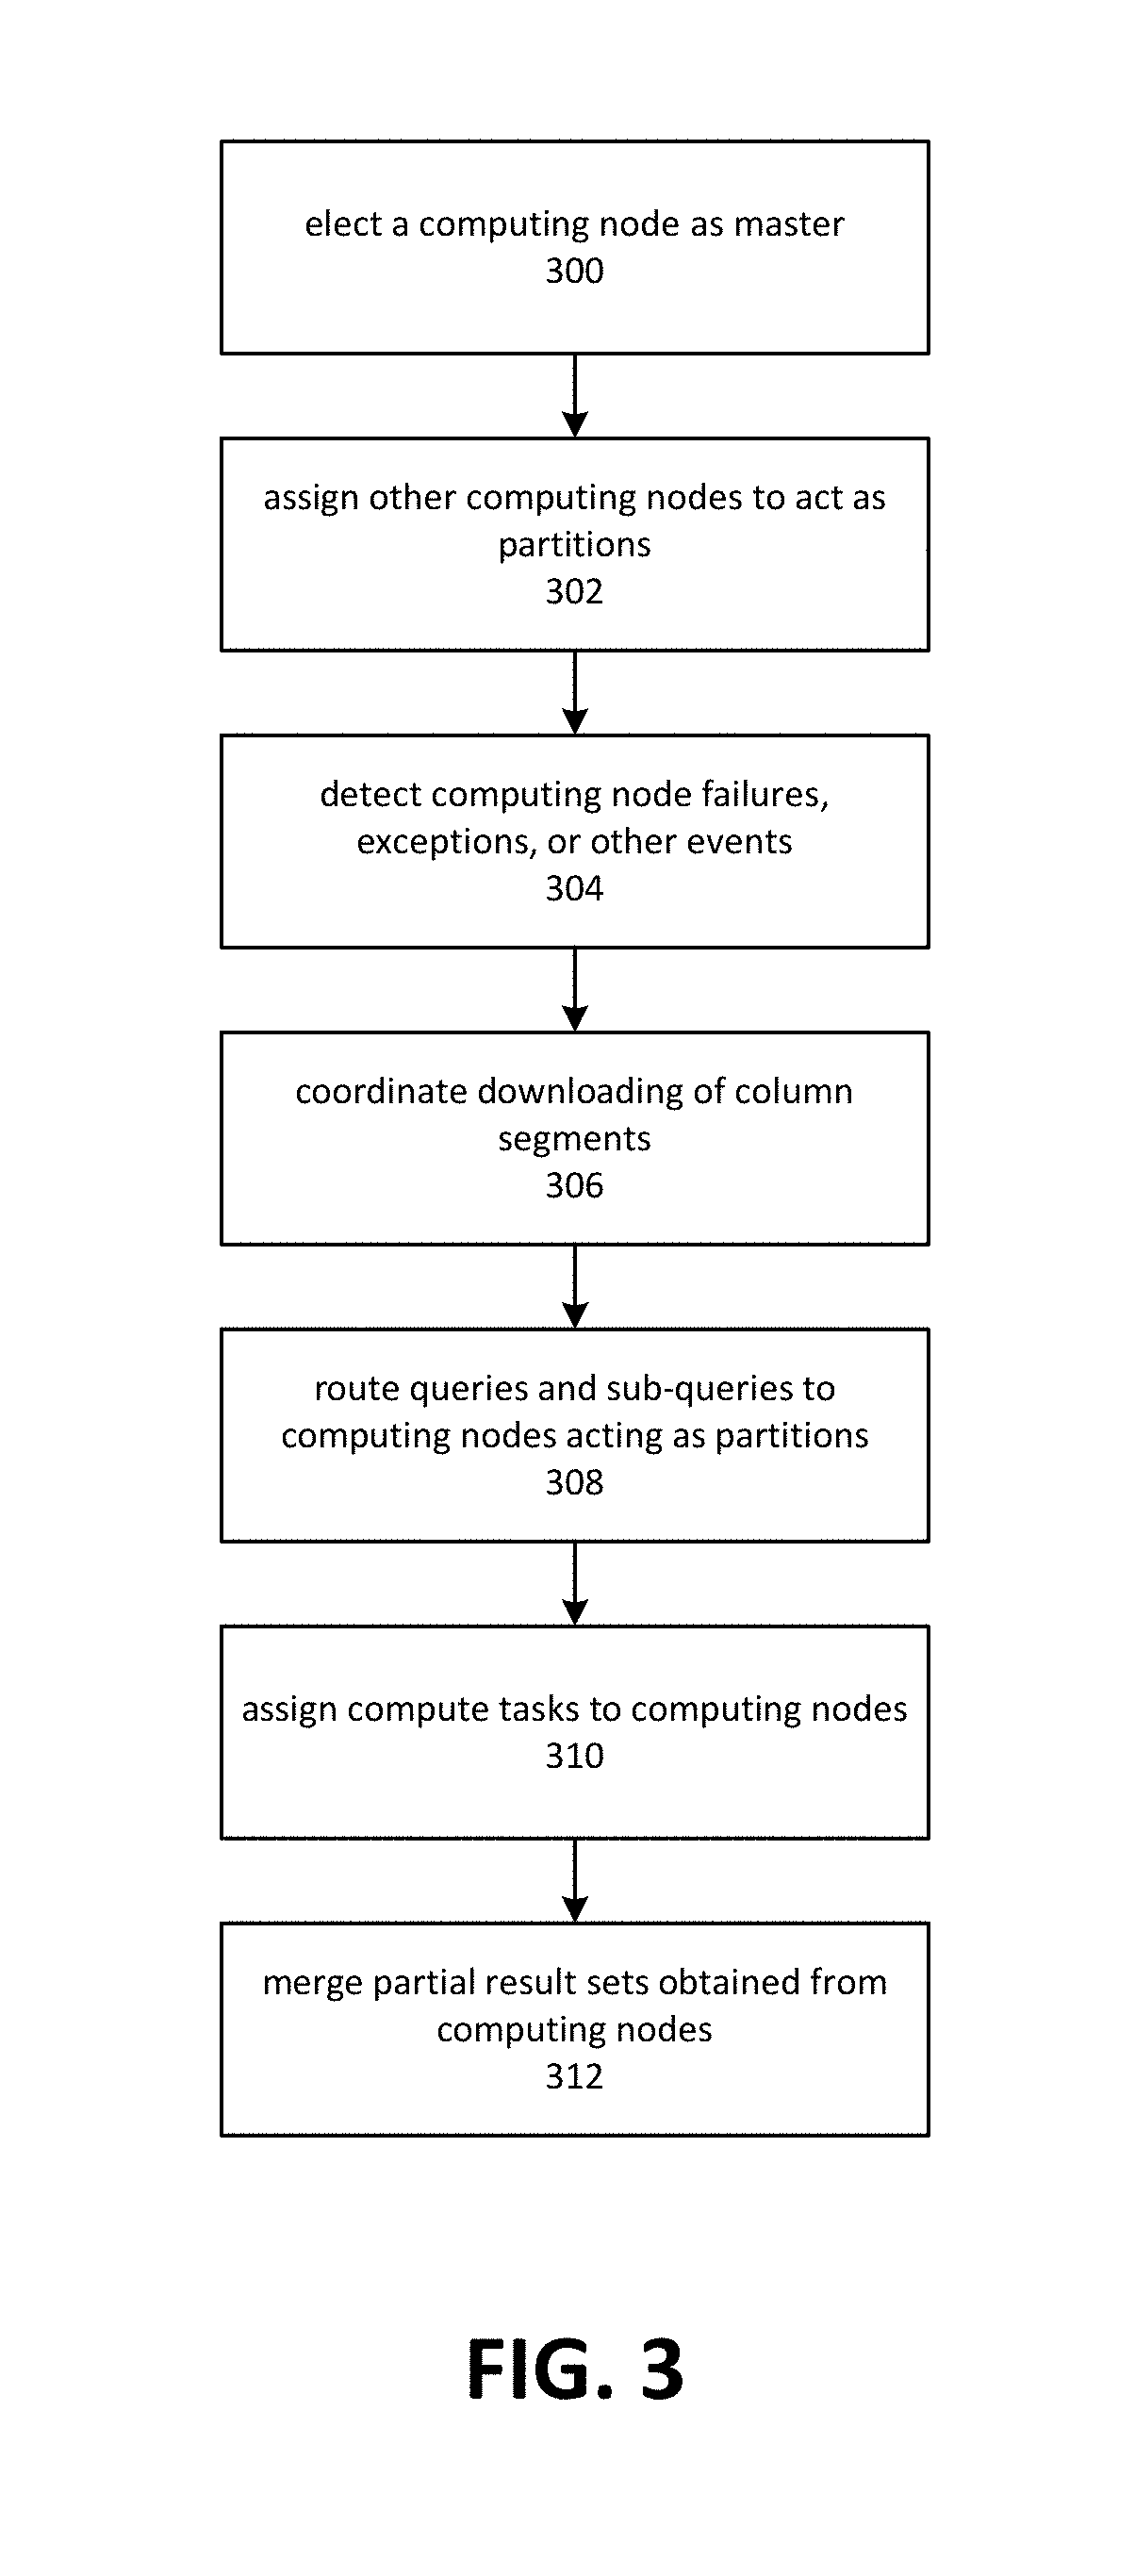 elect a computing node as master
300
assign other computing nodes to act as
partitions
302
detect computing node failures,
exceptions, or other events
304
coordinate downloading of column
segments
306
route queries and sub-queries to
computing nodes acting as partitions
308
assign compute tasks to computing nodes
310
merge partial result sets obtained from
computing nodes
312
FIG. 3